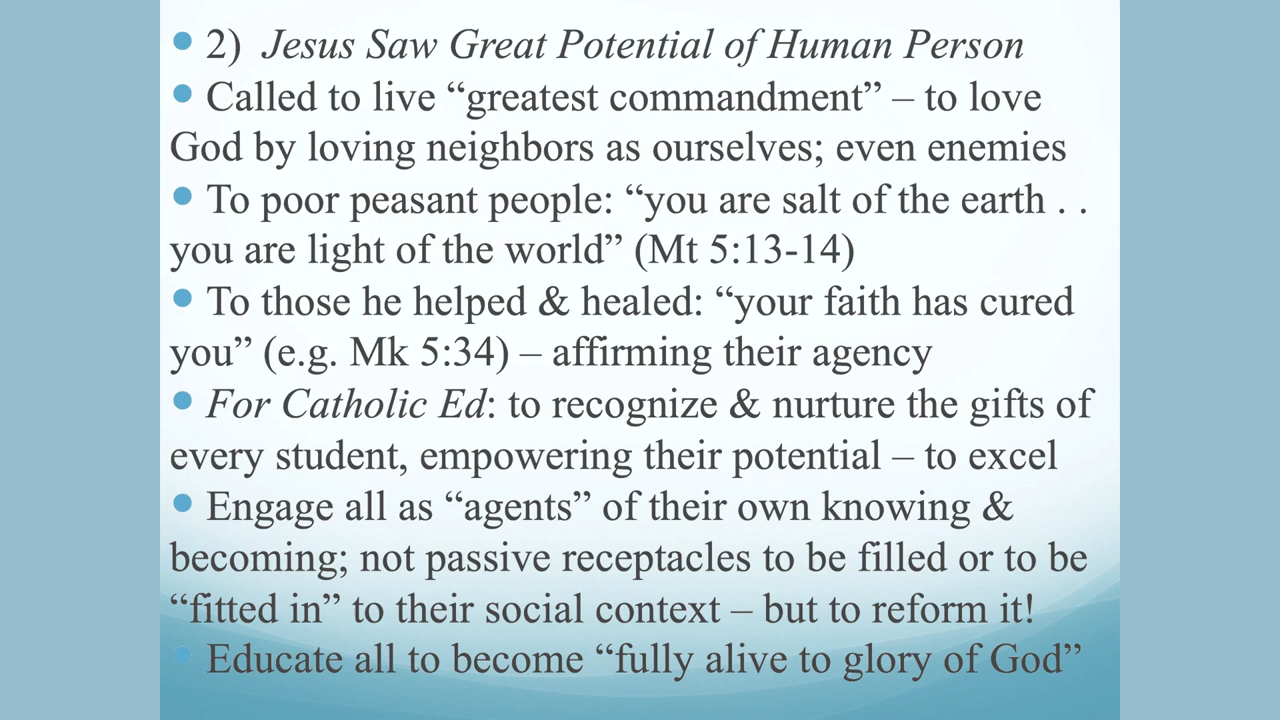 • 2) Jesus Saw Great Potential of Human Person
• Called to live “greatest commandment” – to love
God by loving neighbors as ourselves; even enemies
• To poor peasant people: “you are salt of the earth . .
you are light of the world” (Mt 5:13-14)
• To those he helped & healed: “your faith has cured
you” (e.g. Mk 5:34) – affirming their agency
• For Catholic Ed: to recognize & nurture the gifts of
every student, empowering their potential – to excel
• Engage all as “agents” of their own knowing &
becoming; not passive receptacles to be filled or to be
“fitted in” to their social context – but to reform it!
• Educate all to become “fully alive to glory of God”